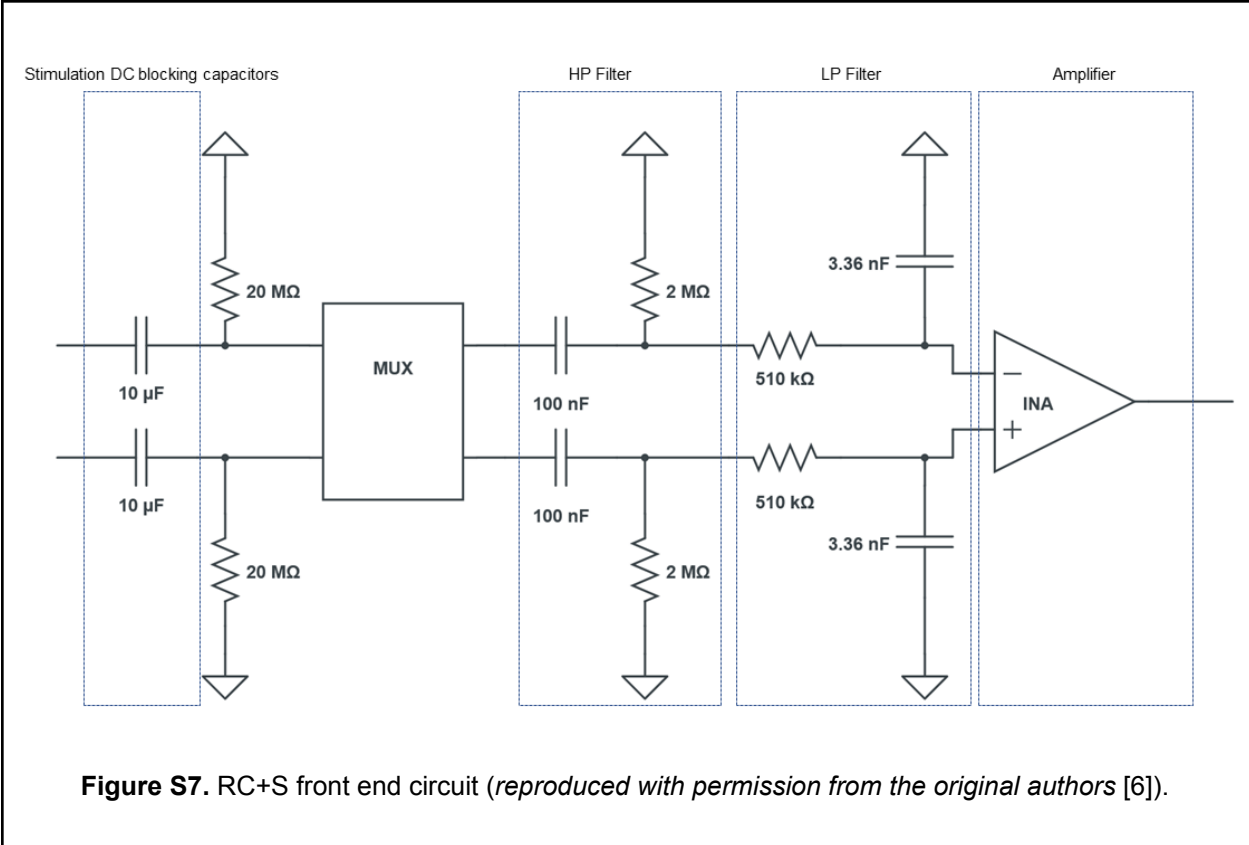 Stimulation DC blocking capacitors
HP Filter
LP Filter
Amplifier
20 MΩ
2 MΩ
3.36 nF
10 µF
MUX
100 nF
510 kΩ
INA
10 µF
100 nF
510 kΩ
20 MΩ
2 MΩ
3.36 nF
Figure S7. RC+S front end circuit (reproduced with permission from the original authors [6]).